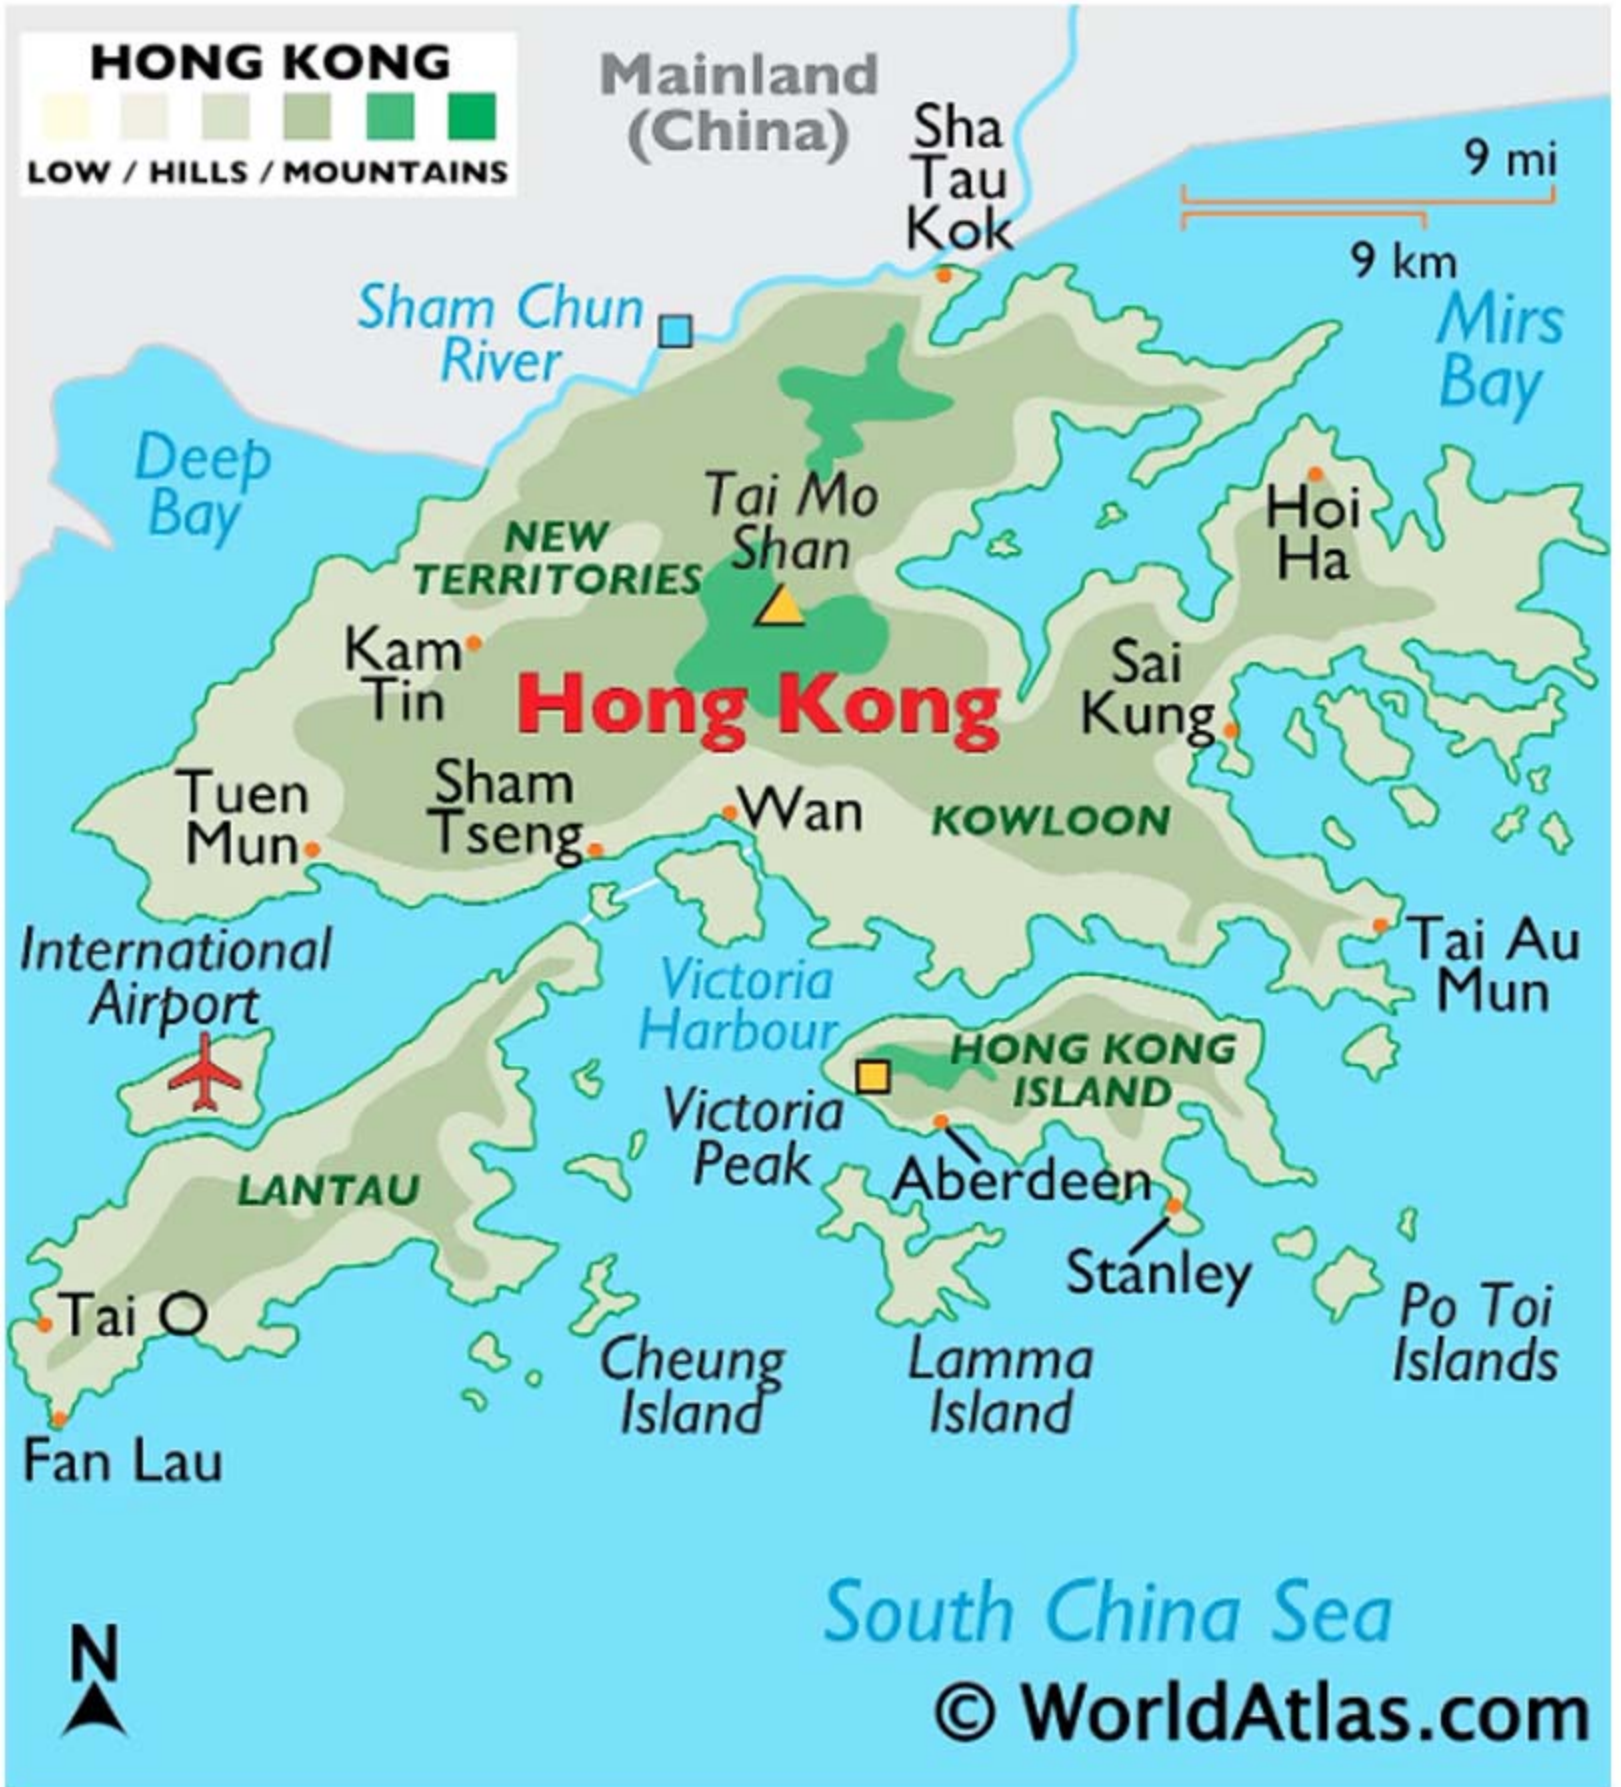 HONG KONG
LOW / HILLS / MOUNTAINS
Mainland
(China)
Sha
Tau
Kok
9 mi
9 km
Mirs
Bay
Sham Chun
River
Deep
Bay
NEW
TERRITORIES
Tai Mo
Shan
Hoi
Ha
Kam
Tin
Hong Kong
Sai
Kung
Tuen
Mun
Sham
Tseng
Wan
KOWLOON
International
Airport
Tai Au
Mun
Victoria
Harbour
HONG KONG
ISLAND
Victoria
Peak
Aberdeen
LANTAU
Stanley
Tai O
Cheung
Island
Lamma
Island
Po Toi
Islands
Fan Lau
South China Sea
N
© WorldAtlas.com